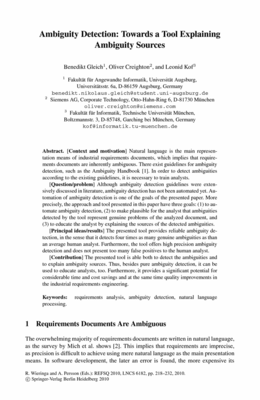 Ambiguity Detection: Towards a Tool Explaining
Ambiguity Sources
Benedikt Gleich¹, Oliver Creighton², and Leonid Kof³
¹ Fakultät für Angewandte Informatik, Universität Augsburg,
Universitätsstr. 6a, D-86159 Augsburg, Germany
benedikt.nikolaus.gleich@student.uni-augsburg.de
² Siemens AG, Corporate Technology, Otto-Hahn-Ring 6, D-81730 München
oliver.creighton@siemens.com
³ Fakultät für Informatik, Technische Universität München,
Boltzmannstr. 3, D-85748, Garching bei München, Germany
kof@informatik.tu-muenchen.de
Abstract. [Context and motivation] Natural language is the main represen-
tation means of industrial requirements documents, which implies that require-
ments documents are inherently ambiguous. There exist guidelines for ambiguity
detection, such as the Ambiguity Handbook [1]. In order to detect ambiguities
according to the existing guidelines, it is necessary to train analysts.
[Question/problem] Although ambiguity detection guidelines were exten-
sively discussed in literature, ambiguity detection has not been automated yet. Au-
tomation of ambiguity detection is one of the goals of the presented paper. More
precisely, the approach and tool presented in this paper have three goals: (1) to au-
tomate ambiguity detection, (2) to make plausible for the analyst that ambiguities
detected by the tool represent genuine problems of the analyzed document, and
(3) to educate the analyst by explaining the sources of the detected ambiguities.
[Principal ideas/results] The presented tool provides reliable ambiguity de-
tection, in the sense that it detects four times as many genuine ambiguities as than
an average human analyst. Furthermore, the tool offers high precision ambiguity
detection and does not present too many false positives to the human analyst.
[Contribution] The presented tool is able both to detect the ambiguities and
to explain ambiguity sources. Thus, besides pure ambiguity detection, it can be
used to educate analysts, too. Furthermore, it provides a significant potential for
considerable time and cost savings and at the same time quality improvements in
the industrial requirements engineering.
Keywords: requirements analysis, ambiguity detection, natural language
processing.
1 Requirements Documents Are Ambiguous
The overwhelming majority of requirements documents are written in natural language,
as the survey by Mich et al. shows [2]. This implies that requirements are imprecise,
as precision is difficult to achieve using mere natural language as the main presentation
means. In software development, the later an error is found, the more expensive its
R. Wieringa and A. Persson (Eds.): REFSQ 2010, LNCS 6182, pp. 218–232, 2010.
© Springer-Verlag Berlin Heidelberg 2010